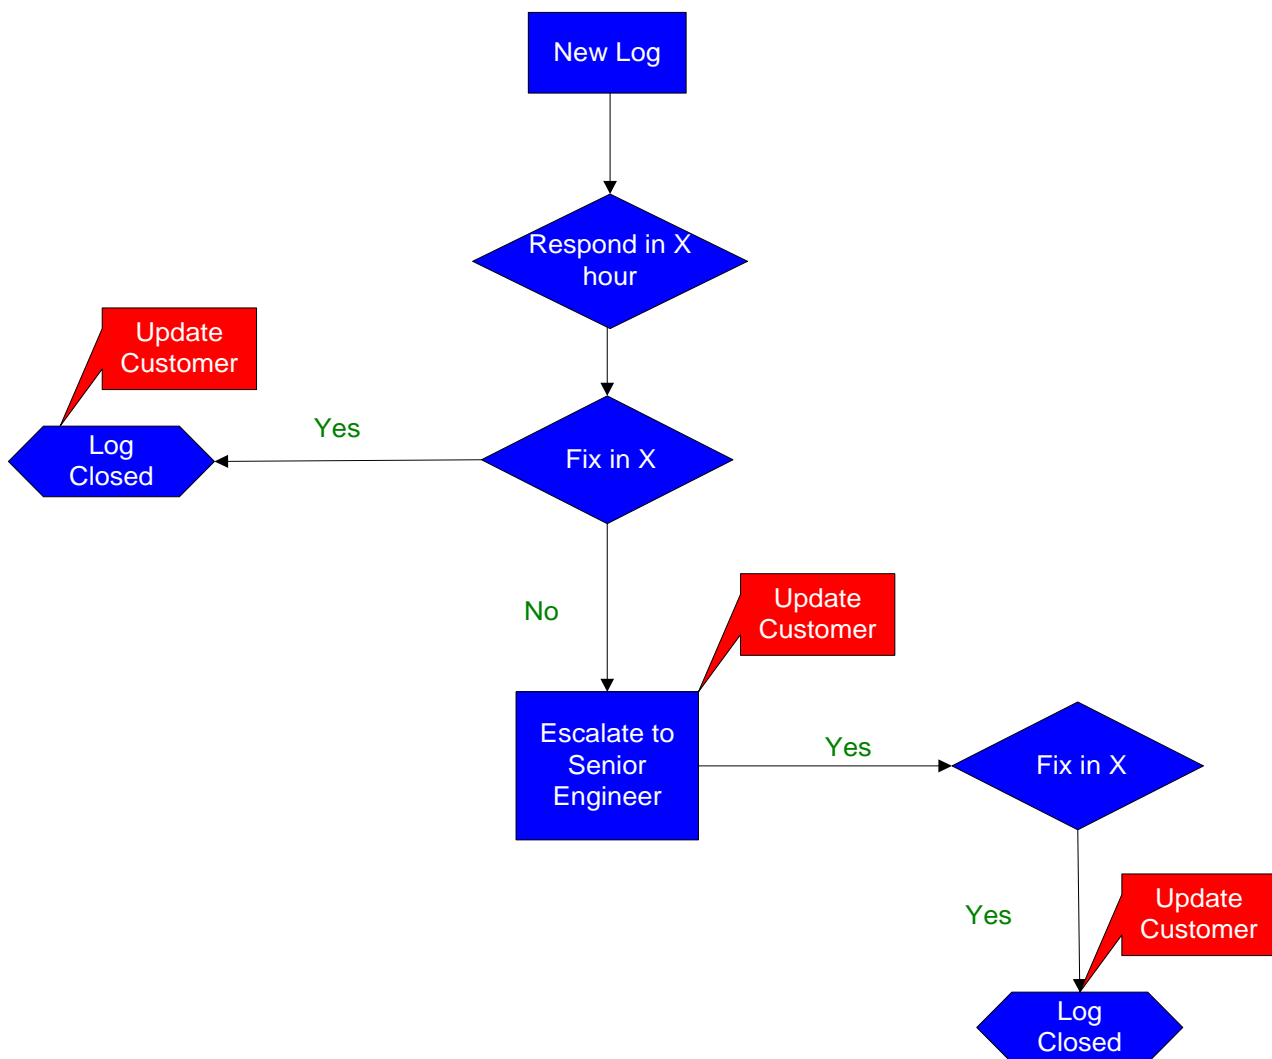 New Log
Respond in X
hour
Update
Customer
Yes
Log
Closed
Fix in X
No
Update
Customer
Escalate to
Senior
Engineer
Yes
Fix in X
Yes
Update
Customer
Log
Closed